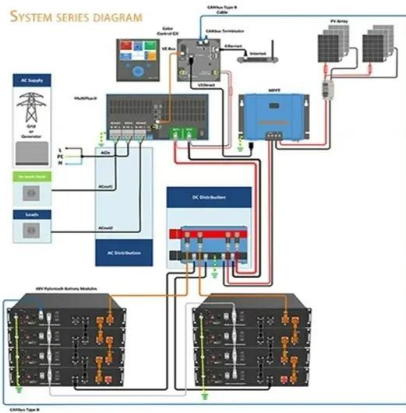 SYSTEM SERIES DIAGRAM
CANbus Type B
Cable
Color
Control GX
CANbus Terminator
VE Bus
Ethernet
Internet
PV Array
AC Supply
MultiPlus-II
VEDirect
MPPT
Grid
or
Generator
L
PE
N
ACin
ACout1
Loads
ACout2
DC Distribution
AC Distribution
48V Pylontech Battery Modules
CANbus Type B